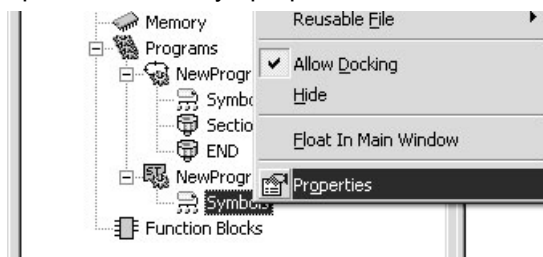 Memory
Programs
NewProgr
Symbo
Sectio
END
NewProgr
Symbols
Function Blocks
Reusable File
Allow Docking
Hide
Float In Main Window
Properties